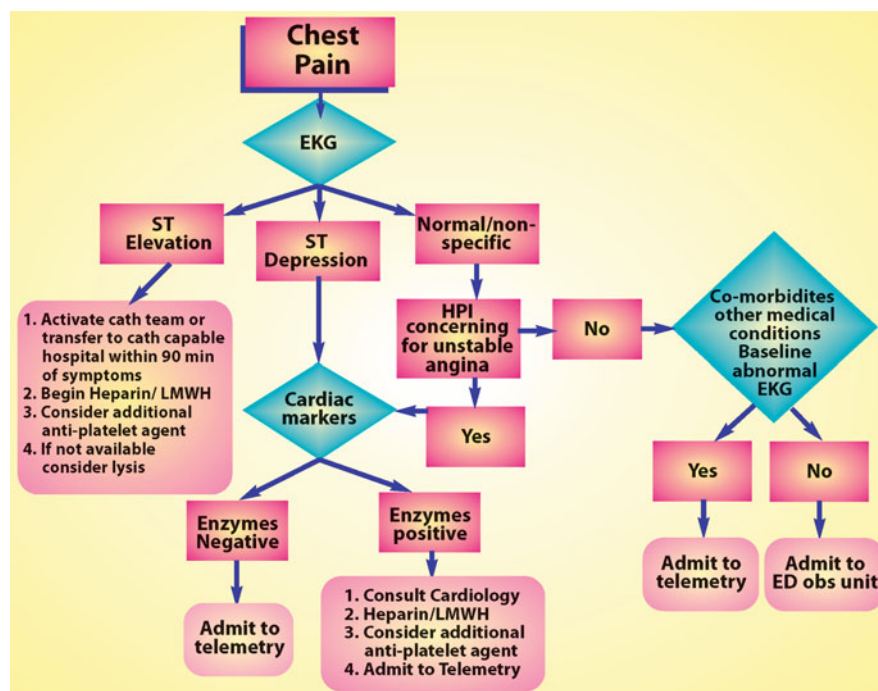 Chest
Pain
EKG
ST
Elevation
ST
Depression
Normal/non-
specific
1. Activate cath team or
transfer to cath capable
hospital within 90 min
of symptoms
2. Begin Heparin/ LMWH
3. Consider additional
anti-platelet agent
4. If not available
consider lysis
HPI
concerning
for unstable
angina
No
Co-morbidites
other medical
conditions
Baseline
abnormal
EKG
Cardiac
markers
Yes
Yes
No
Enzymes
Negative
Enzymes
positive
Admit to
telemetry
Admit to
ED obs unit
Admit to
telemetry
1. Consult Cardiology
2. Heparin/LMWH
3. Consider additional
anti-platelet agent
4. Admit to Telemetry